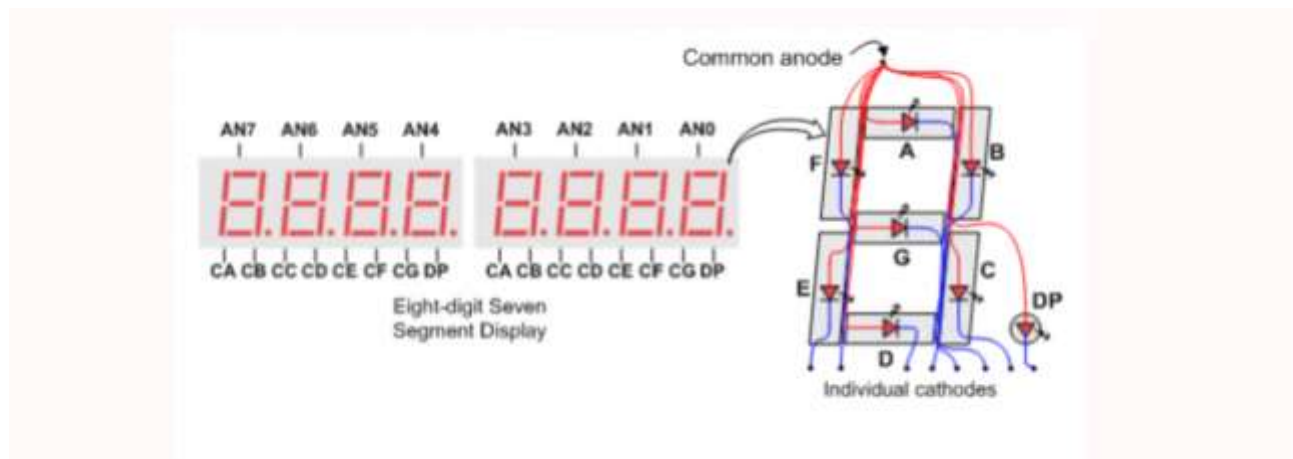 Common anode
AN7 AN6 AN5 AN4 AN3 AN2 AN1 AN0
A
F
B
G
CA CB CC CD CE CF CG DP CA CB CC CD CE CF CG DP
E
C
DP
Eight-digit Seven
Segment Display
D
Individual cathodes